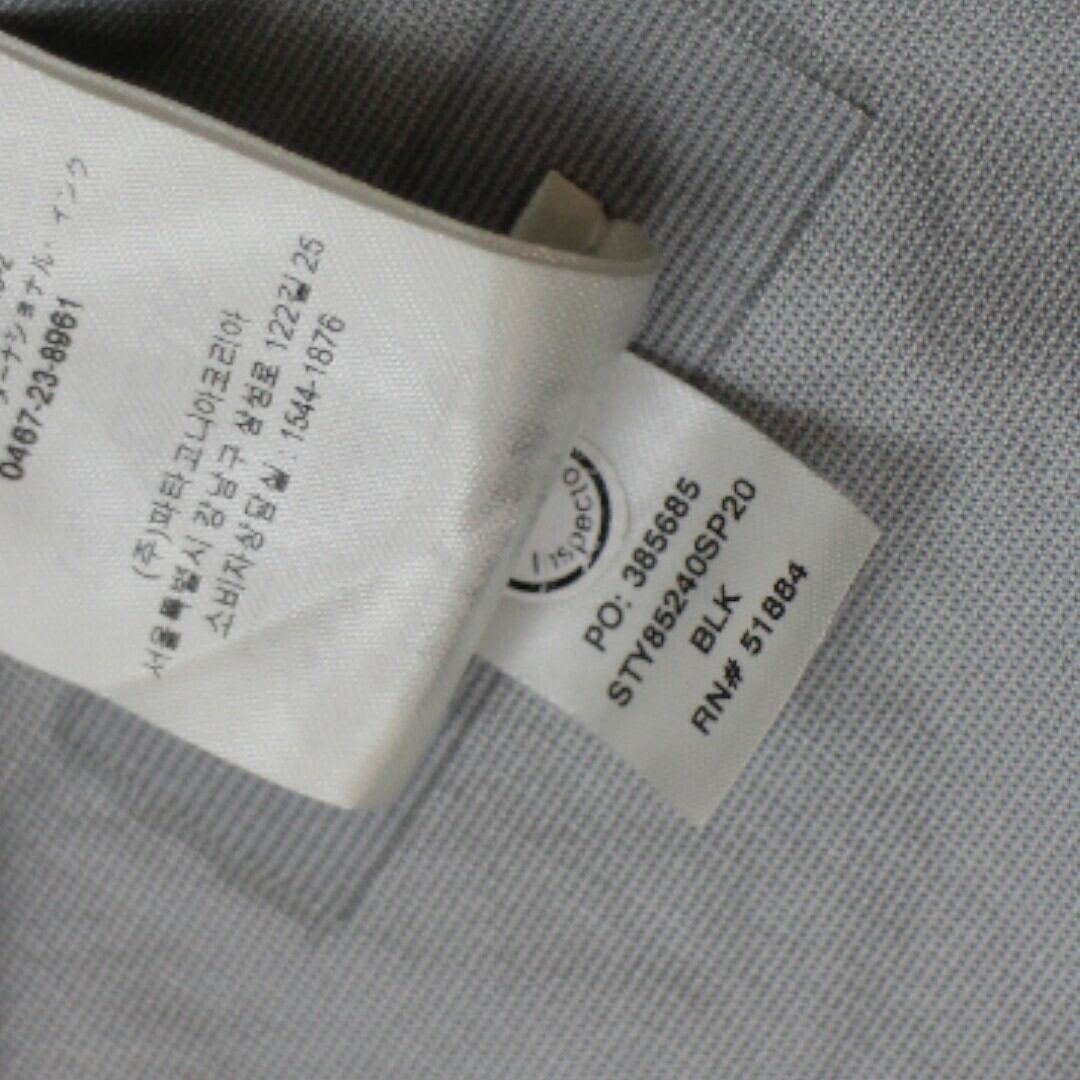 ターナショナル・インク
0467-23-8961
(주)파타고니아코리아
서울특별시 강남구 삼성로 122길 25
소비자상담실 : 1544-1876
PO: 385685
STY85240SP20
BLK
RN# 51884